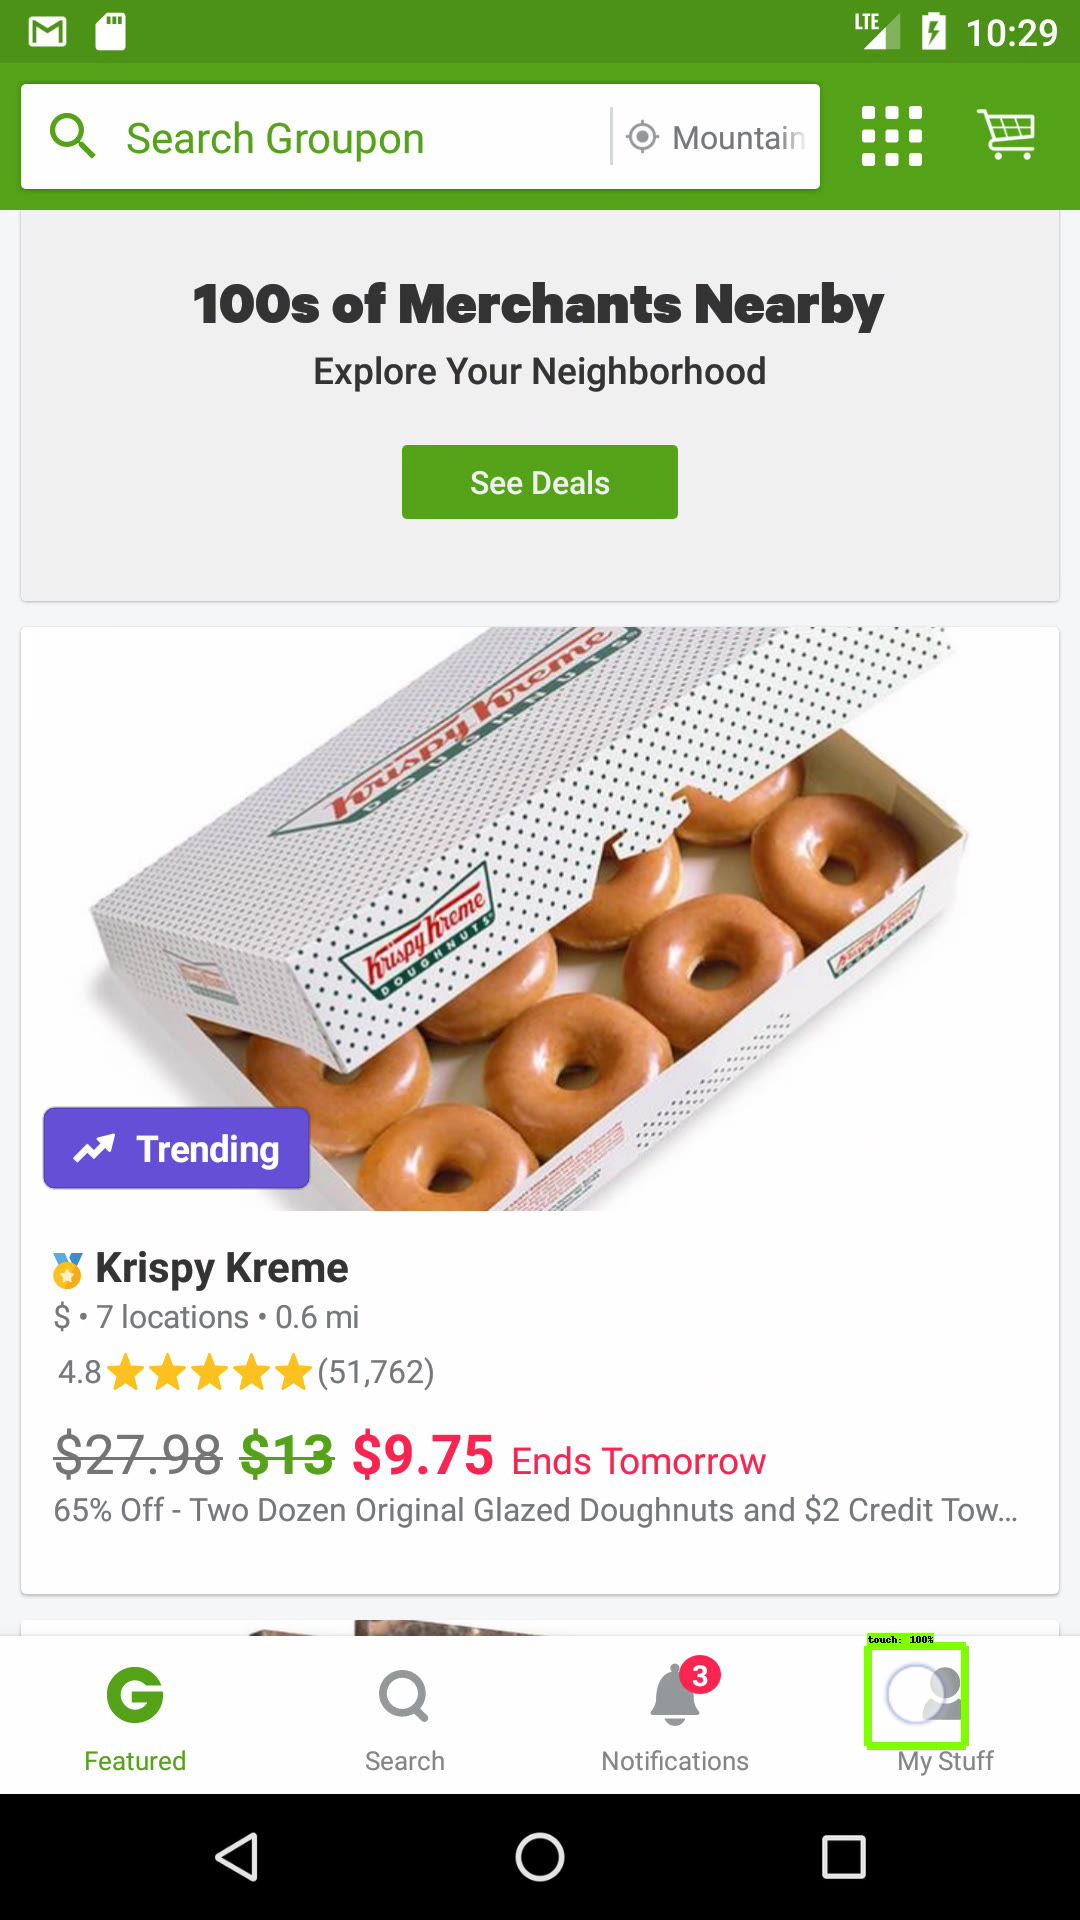 LTE
10:29
Search Groupon
Mountain
100s of Merchants Nearby
Explore Your Neighborhood
See Deals
Krispy Kreme
DOUGHNUTS
Krispy Kreme
DOUGHNUTS
Trending
Krispy Kreme
$ • 7 locations • 0.6 mi
4.8 (51,762)
$27.98 $13 $9.75 Ends Tomorrow
65% Off - Two Dozen Original Glazed Doughnuts and $2 Credit Tow...
touch: 100%
3
Featured
Search
Notifications
My Stuff